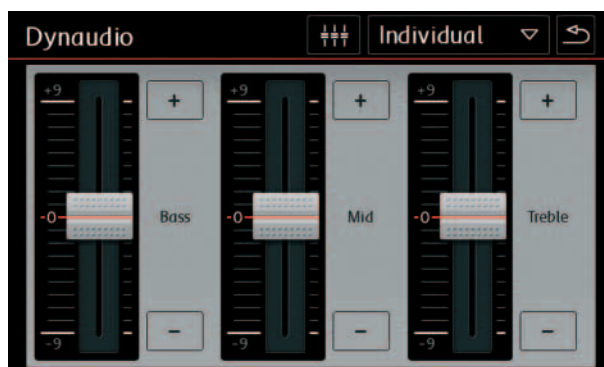 Dynaudio Individual
+9 + +9 + +9 +
-0- Bass -0- Mid -0- Treble
-9 - -9 - -9 -